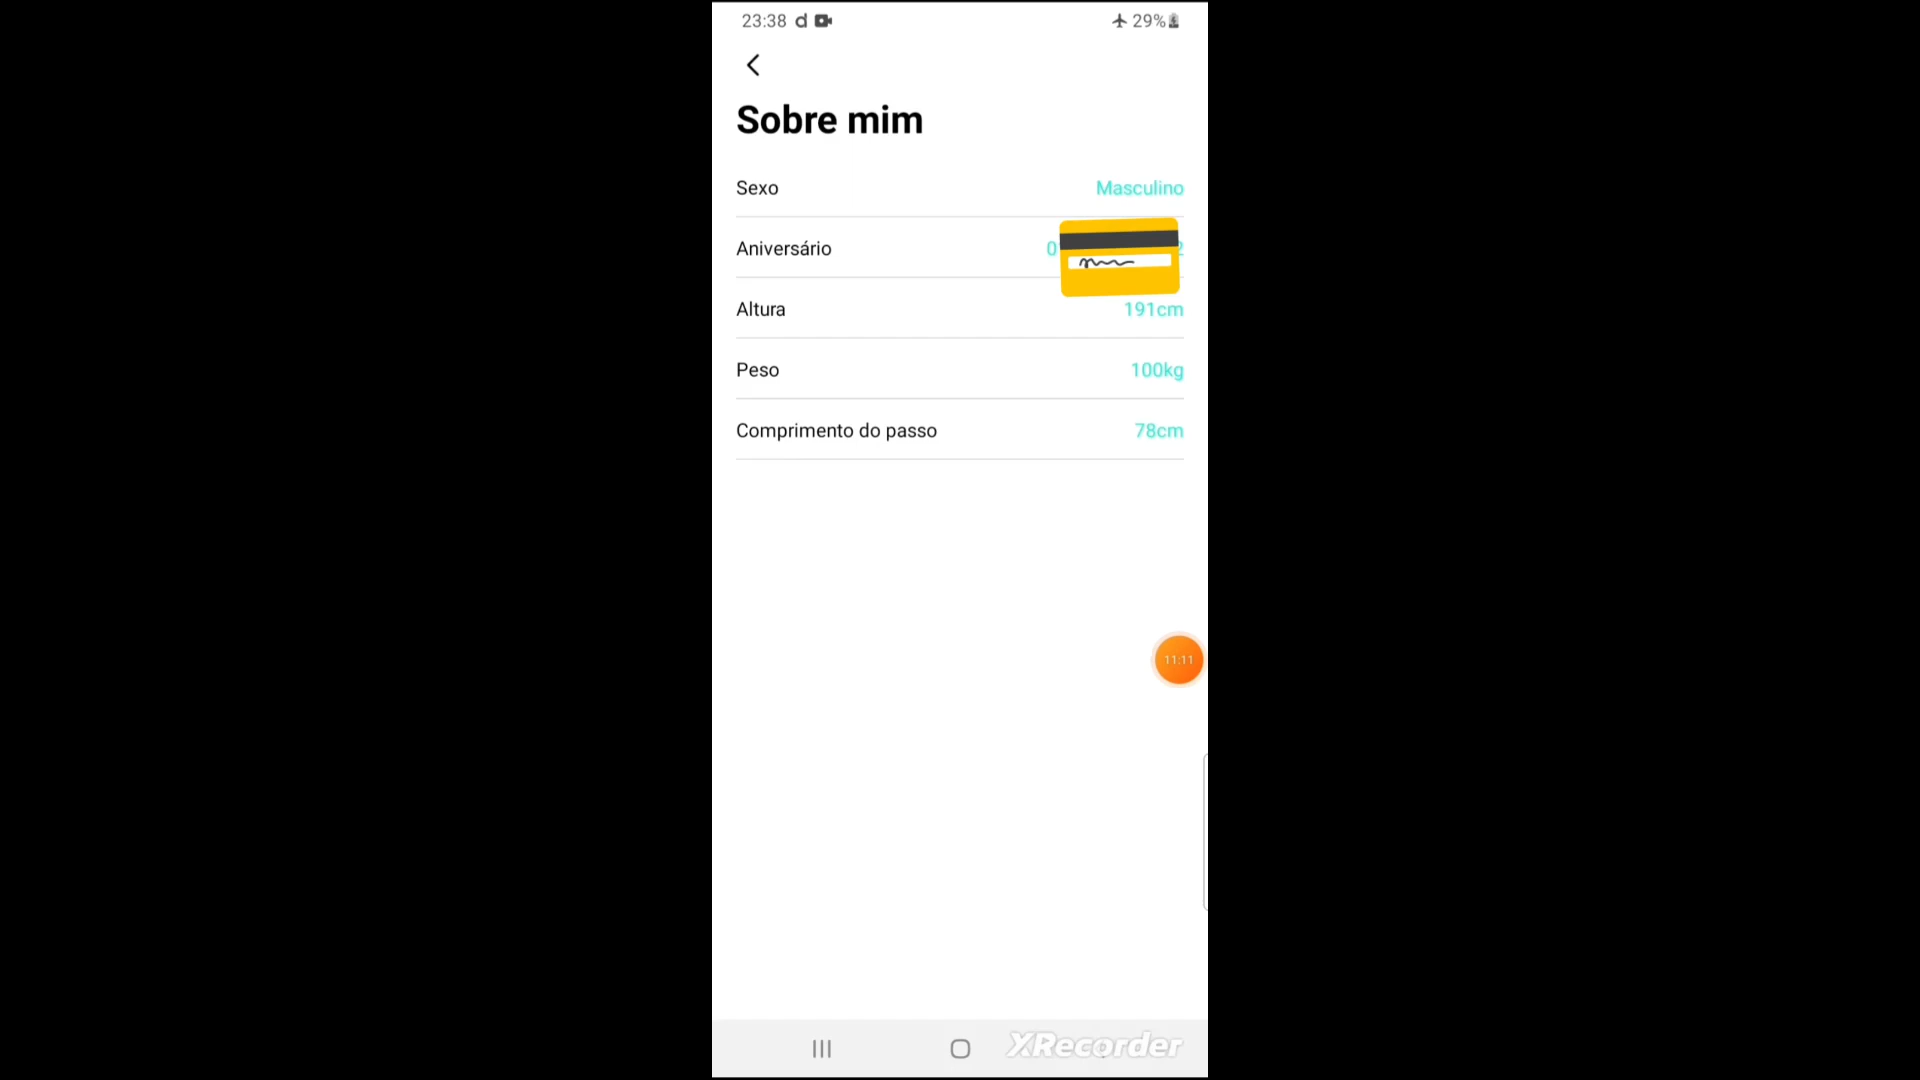 23:38 d 29%
Sobre mim
Sexo Masculino
Aniversário
Altura 191cm
Peso 100kg
Comprimento do passo 78cm
11:11
XRecorder